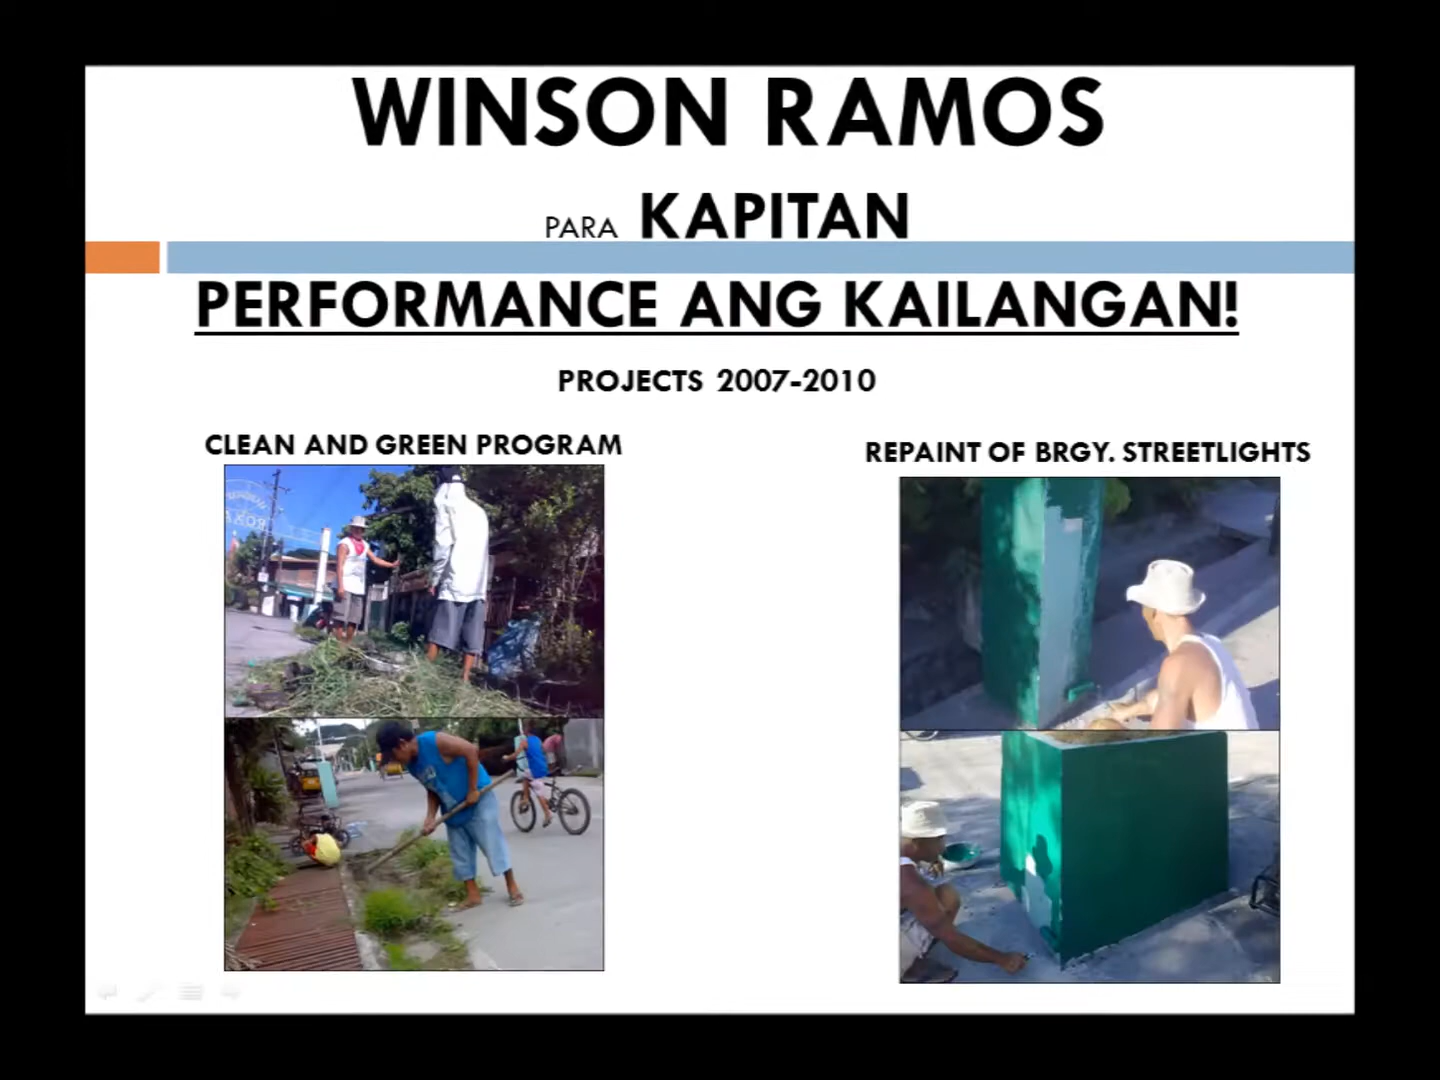 WINSON RAMOS
PARA KAPITAN
PERFORMANCE ANG KAILANGAN!
PROJECTS 2007-2010
CLEAN AND GREEN PROGRAM
REPAINT OF BRGY. STREETLIGHTS